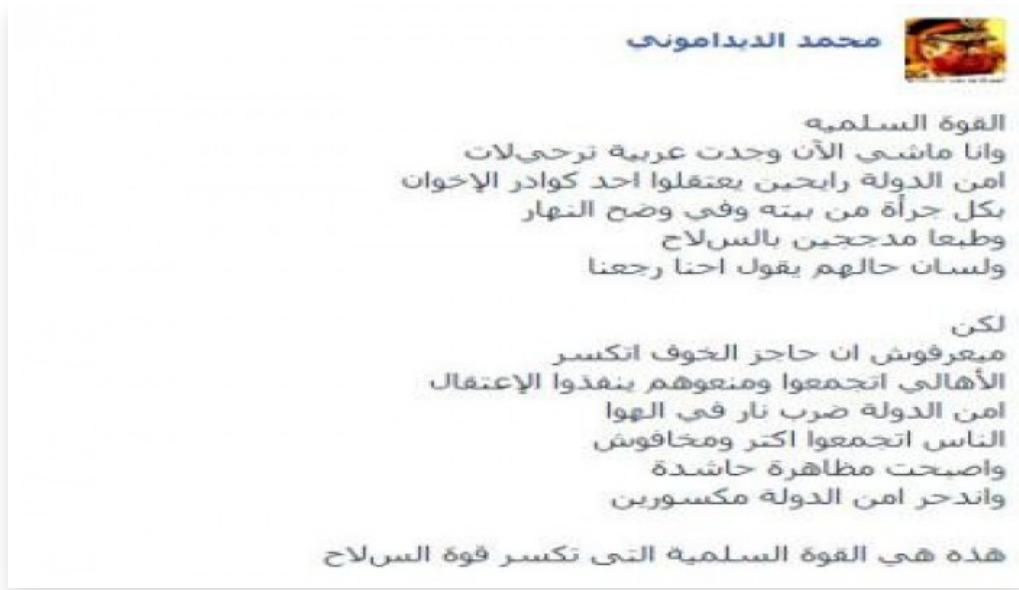 محمد الديداموني
القوة السلميه
وانا ماشي الآن وجدت عربية ترحيلات
امن الدولة رايحين يعتقلوا احد كوادر الإخوان
بكل جرأة من بيته وفي وضح النهار
وطبعا مدججين بالسلاح
ولسان حالهم يقول احنا رجعنا
لكن
ميعرفوش ان حاجز الخوف اتكسر
الأهالي اتجمعوا ومنعوهم ينفذوا الإعتقال
امن الدولة ضرب نار في الهوا
الناس اتجمعوا اكتر ومخافوش
واصبحت مظاهرة حاشدة
واندحر امن الدولة مكسورين
هذه هي القوة السلمية التى تكسر قوة السلاح